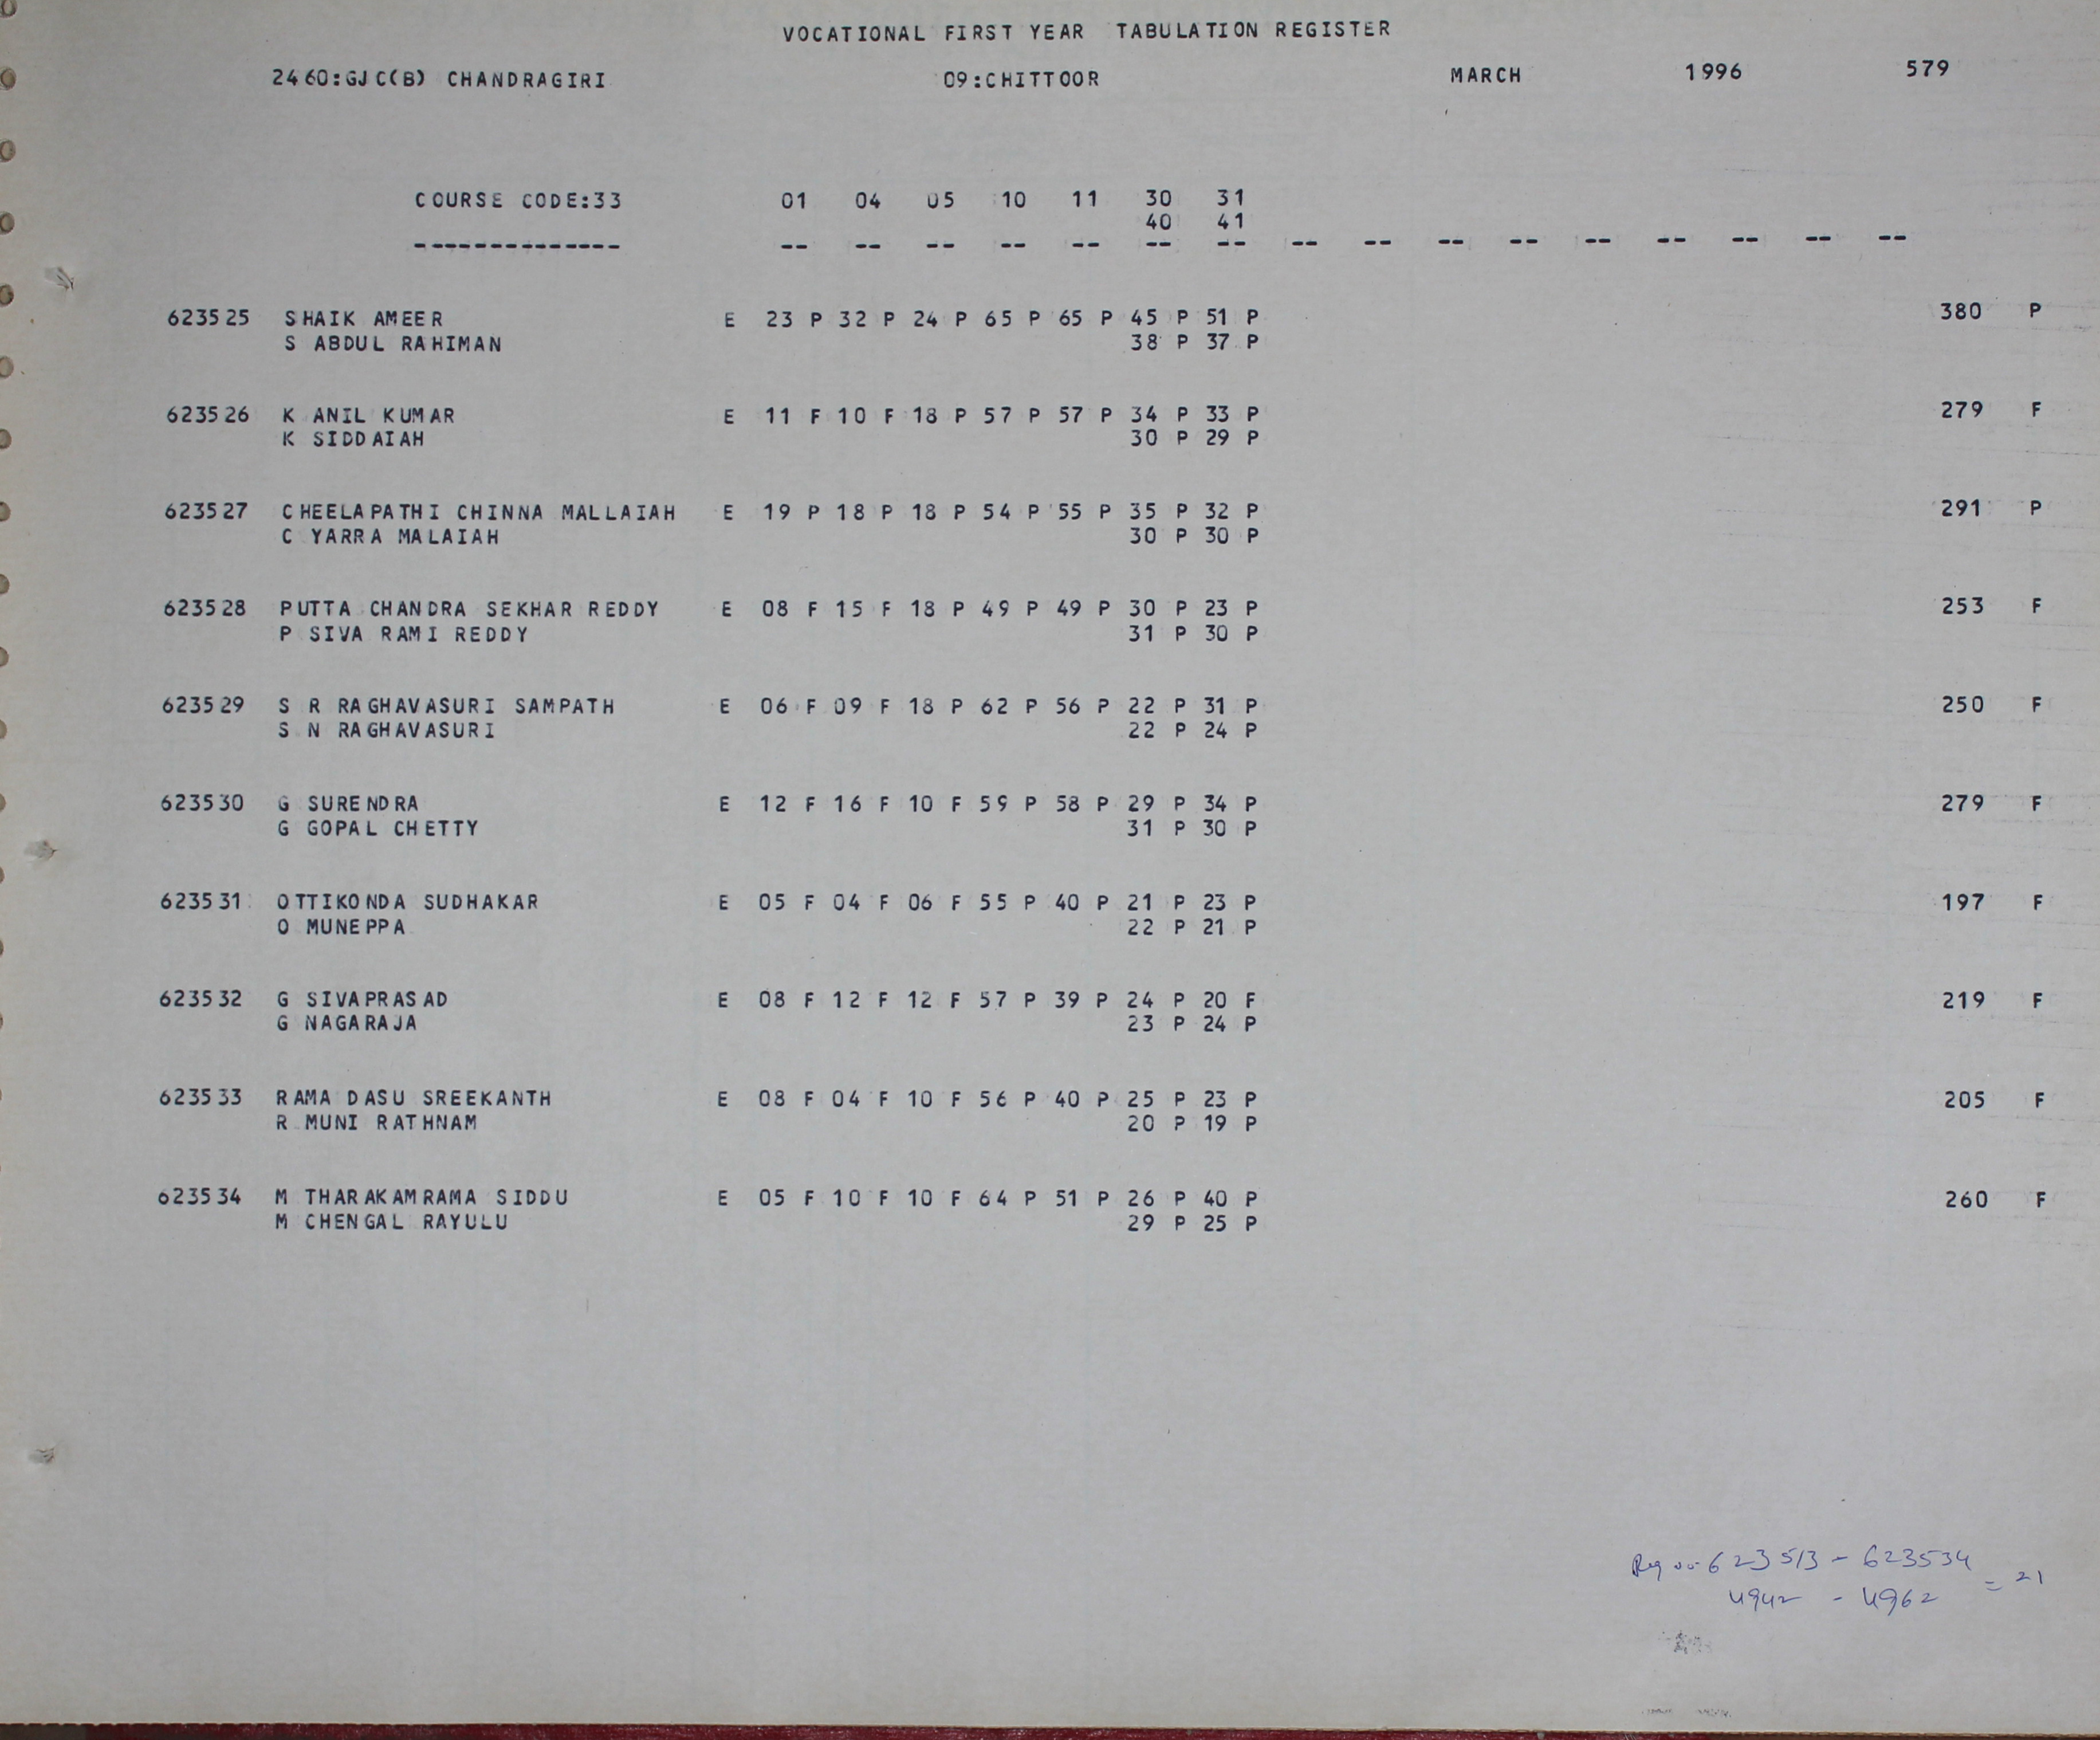 VOCATIONAL FIRST YEAR TABULATION REGISTER
2460:GJC(B) CHANDRAGIRI 09:CHITTOOR MARCH 1996 579
COURSE CODE:33 01 04 05 10 11 30 31
40 41
-------------- -- -- -- -- -- -- -- -- -- -- -- -- -- -- -- --
623525 SHAIK AMEER E 23 P 32 P 24 P 65 P 65 P 45 P 51 P 380 P
S ABDUL RAHIMAN 38 P 37 P
623526 K ANIL KUMAR E 11 F 10 F 18 P 57 P 57 P 34 P 33 P 279 F
K SIDDAIAH 30 P 29 P
623527 CHEELAPATHI CHINNA MALLAIAH E 19 P 18 P 18 P 54 P 55 P 35 P 32 P 291 P
C YARRA MALAIAH 30 P 30 P
623528 PUTTA CHANDRA SEKHAR REDDY E 08 F 15 F 18 P 49 P 49 P 30 P 23 P 253 F
P SIVA RAMI REDDY 31 P 30 P
623529 S R RAGHAVASURI SAMPATH E 06 F 09 F 18 P 62 P 56 P 22 P 31 P 250 F
S N RAGHAVASURI 22 P 24 P
623530 G SURENDRA E 12 F 16 F 10 F 59 P 58 P 29 P 34 P 279 F
G GOPAL CHETTY 31 P 30 P
623531 OTTIKONDA SUDHAKAR E 05 F 04 F 06 F 55 P 40 P 21 P 23 P 197 F
O MUNEPPA 22 P 21 P
623532 G SIVAPRASAD E 08 F 12 F 12 F 57 P 39 P 24 P 20 F 219 F
G NAGARAJA 23 P 24 P
623533 RAMA DASU SREEKANTH E 08 F 04 F 10 F 56 P 40 P 25 P 23 P 205 F
R MUNI RATHNAM 20 P 19 P
623534 M THARAKAMRAMA SIDDU E 05 F 10 F 10 F 64 P 51 P 26 P 40 P 260 F
M CHENGAL RAYULU 29 P 25 P
623513 - 623534
4942 - 4962 = 21